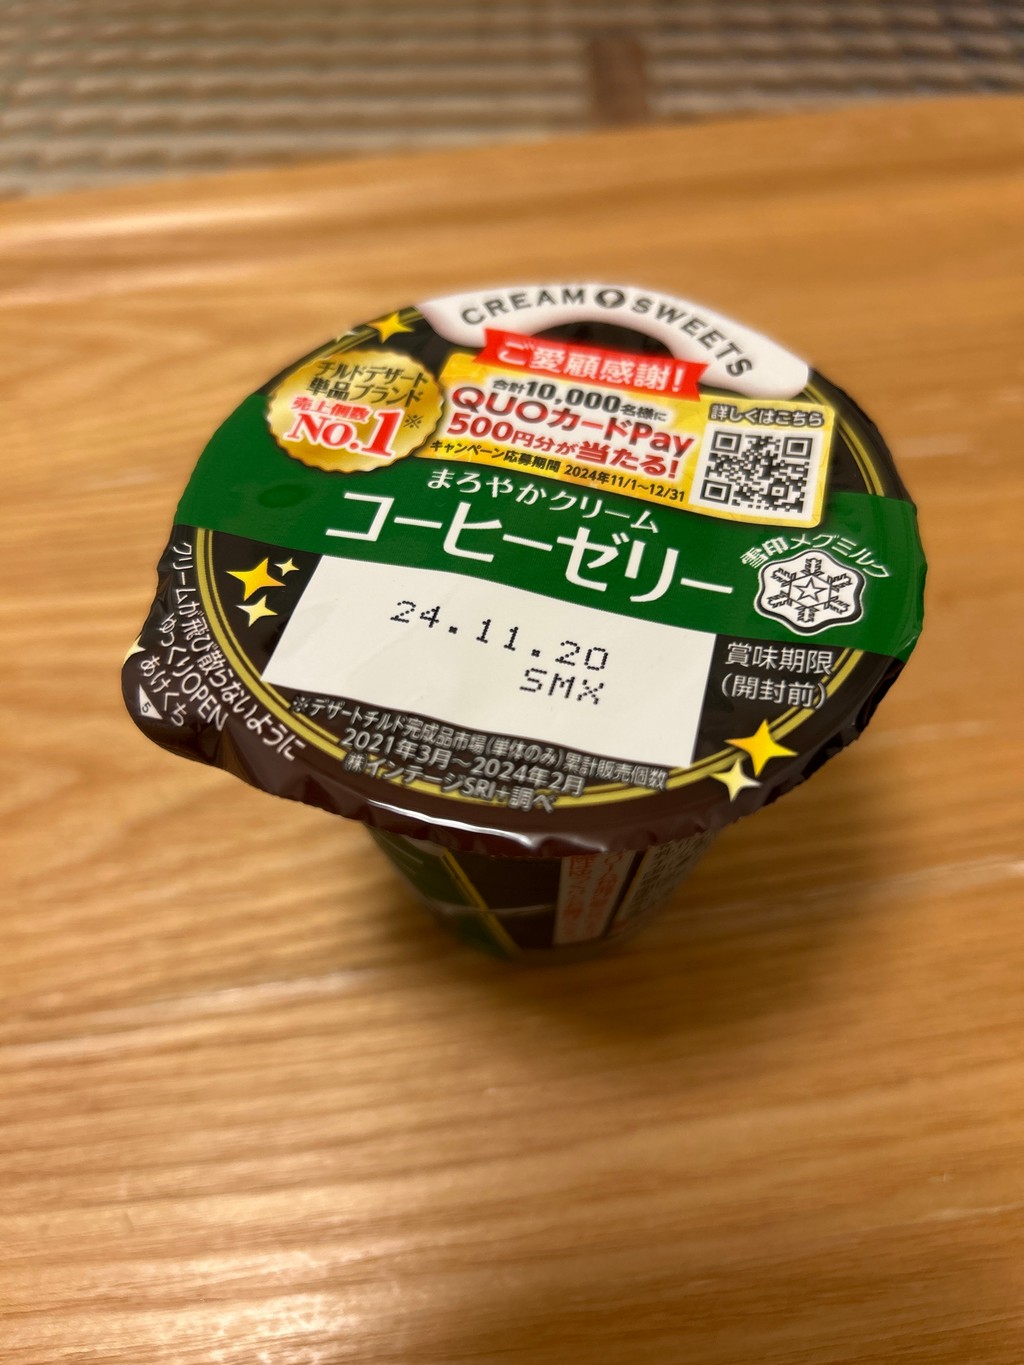 CREAM SWEETS
ご愛顧感謝!
チルドデザート
単品ブランド
売上個数
No.1※
合計10,000名様に
QUOカードPay
500円分が当たる!
キャンペーン応募期間 2024年11/1~12/31
詳しくはこちら
まろやかクリーム
コーヒーゼリー
雪印メグミルク
24.11.20
SMX
賞味期限
(開封前)
クリームが飛び散らないように
ゆっくりOPEN
あけくち
5
※デザートチルド完成品市場(単体のみ)累計販売個数
2021年3月~2024年2月
㈱インテージSRI+調べ